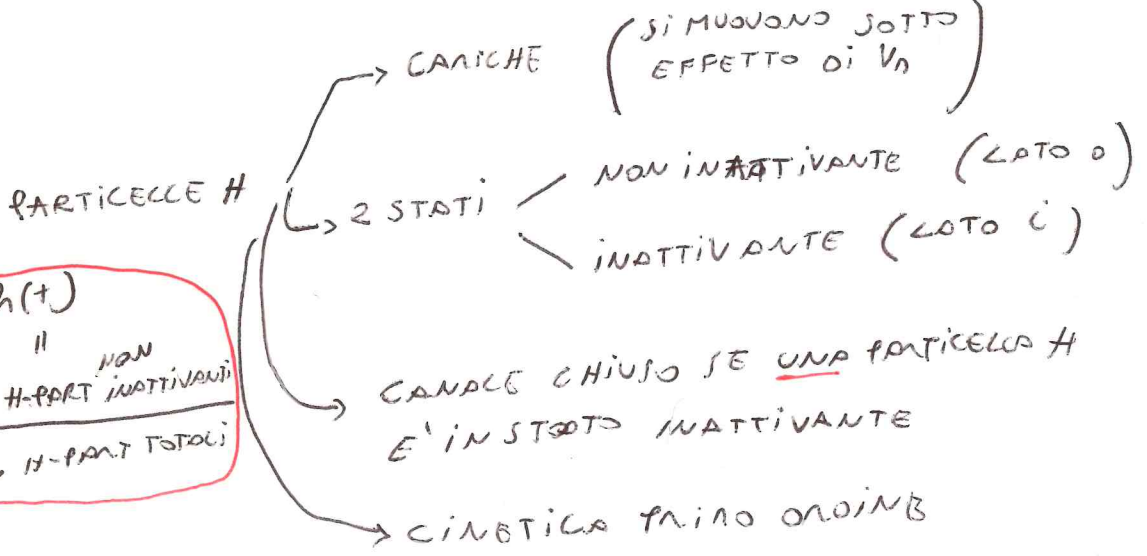 CARICHE (SI MUOVONO SOTTO
EFFETTO DI Vm)
PARTICELLE H
2 STATI
NON INATTIVANTE (LATO o)
INATTIVANTE (LATO i)
h(t)
=
H-PART NON INATTIVANTI
H-PART TOTALI
CANALE CHIUSO SE UNA PARTICELLA H
E' IN STATO INATTIVANTE
CINETICA PRIMO ORDINE